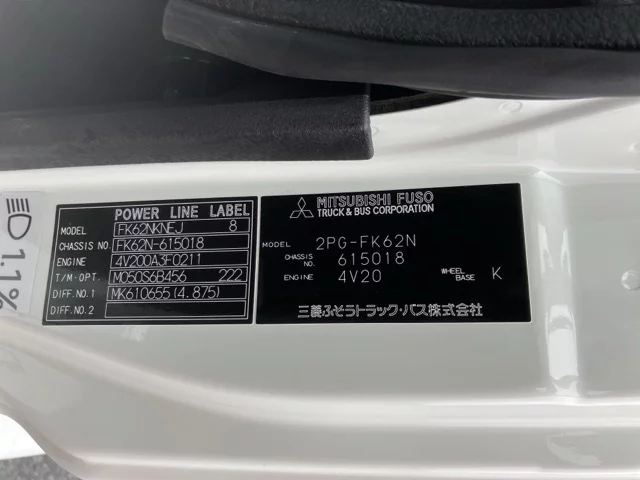 POWER LINE LABEL
MODEL FK62NKNEJ 8
CHASSIS NO. FK62N-615018
ENGINE 4V200A3F0211
T/M-OPT. M050S6B456 222
DIFF.NO.1 MK610655(4.875)
DIFF.NO.2
MITSUBISHI FUSO
TRUCK & BUS CORPORATION
MODEL 2PG-FK62N
CHASSIS NO. 615018
ENGINE 4V20 WHEEL BASE K
三菱ふそうトラック・バス株式会社
1.1%